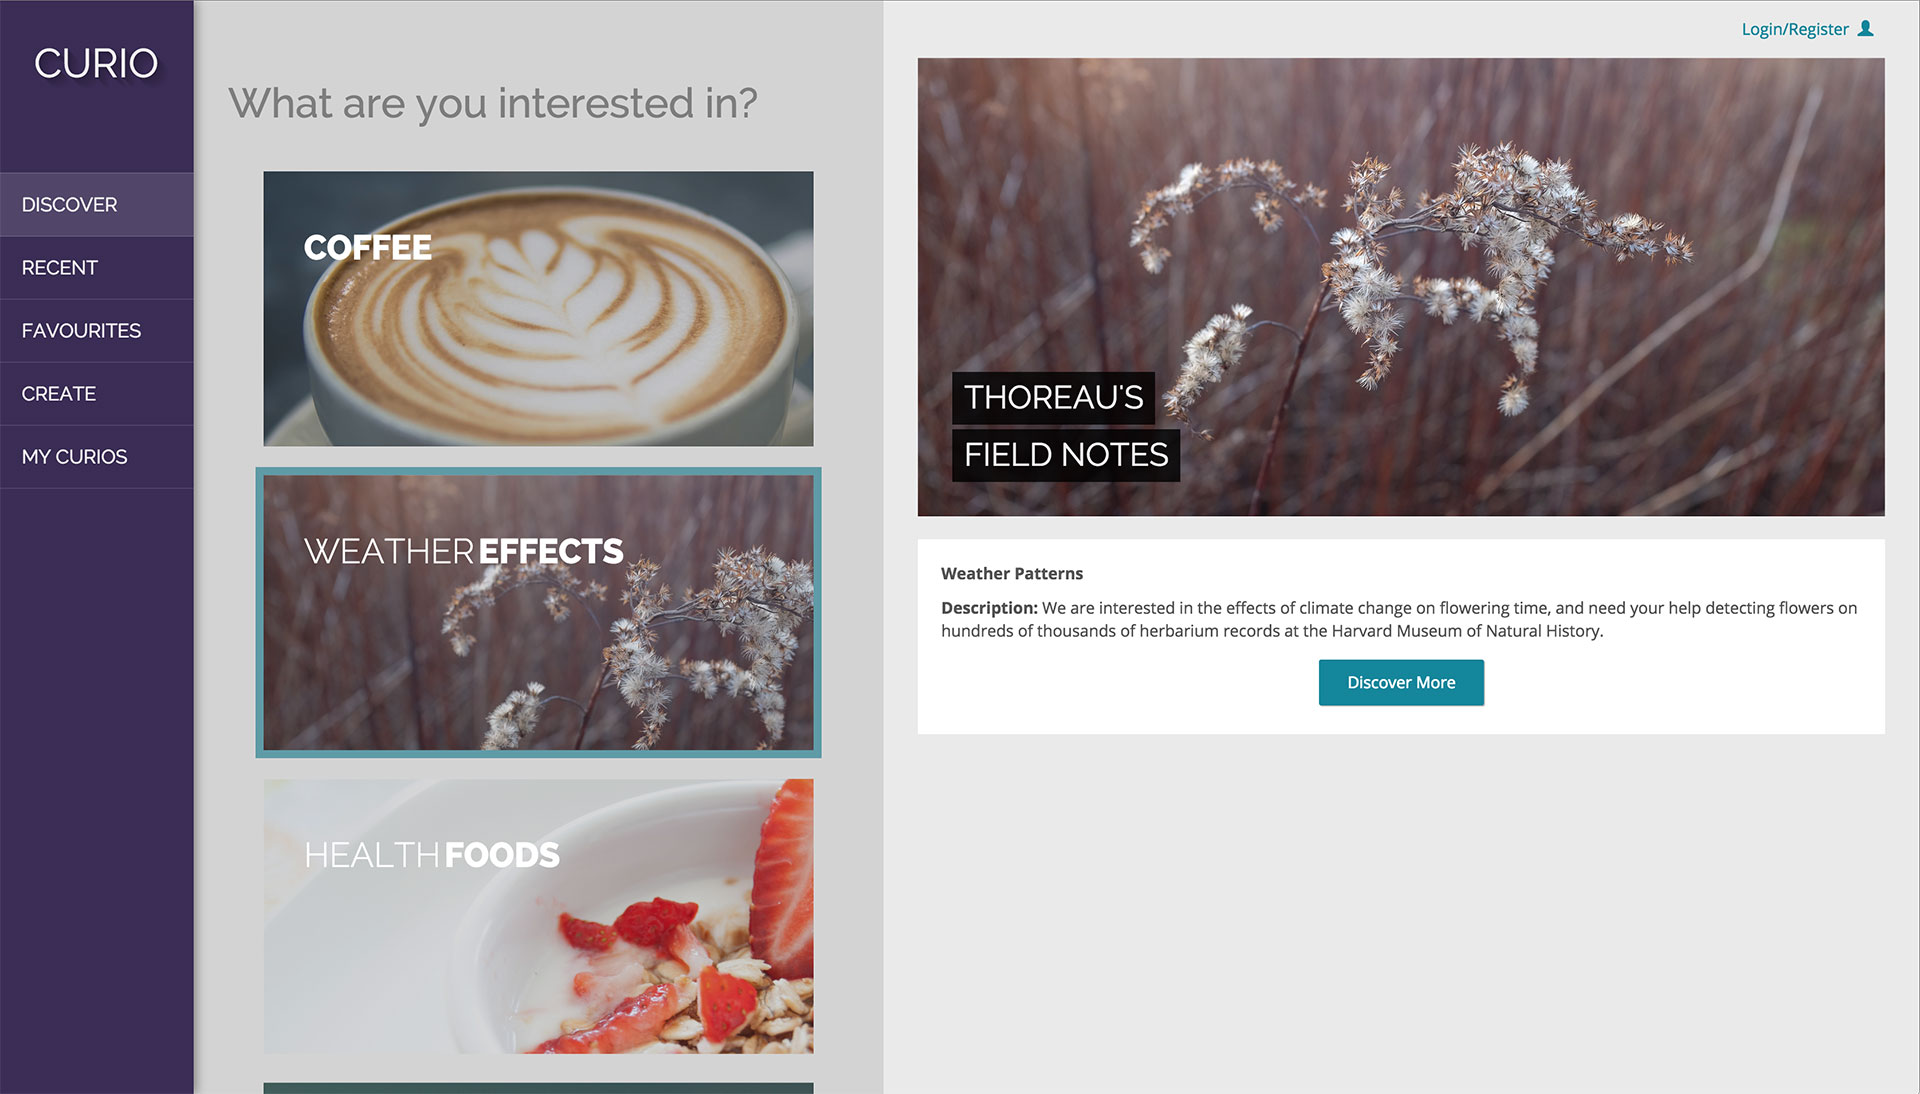 CURIO
DISCOVER
RECENT
FAVOURITES
CREATE
MY CURIOS
What are you interested in?
COFFEE
WEATHER EFFECTS
HEALTH FOODS
Login/Register
THOREAU'S
FIELD NOTES
Weather Patterns
Description: We are interested in the effects of climate change on flowering time, and need your help detecting flowers on
hundreds of thousands of herbarium records at the Harvard Museum of Natural History.
Discover More